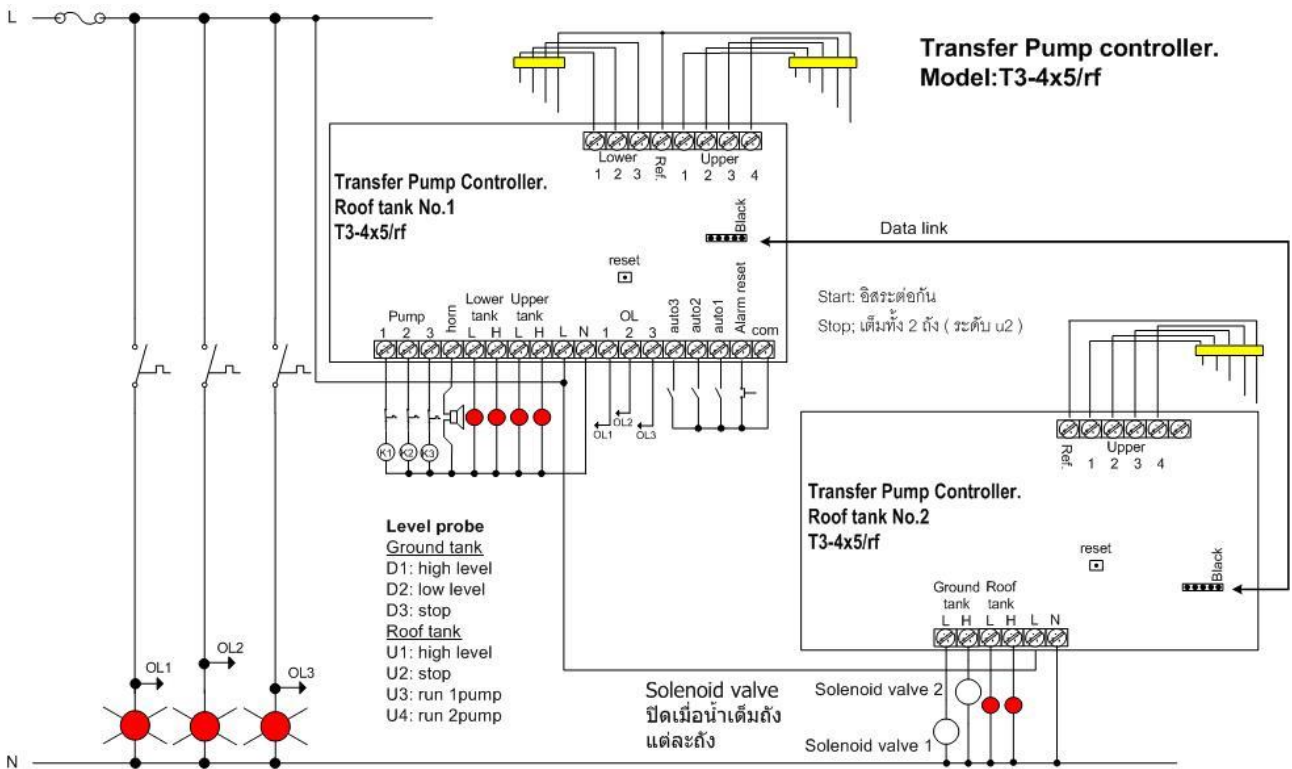 L
Transfer Pump controller.
Model:T3-4x5/rf
Lower
Ref.
Upper
1 2 3 1 2 3 4
Transfer Pump Controller.
Roof tank No.1
T3-4x5/rf
Black
Data link
reset
Start: อิสระต่อกัน
Stop; เต็มทั้ง 2 ถัง ( ระดับ u2 )
Pump
horn
Lower tank
Upper tank
OL
auto3
auto2
auto1
Alarm reset
com
1 2 3 L H L H L N 1 2 3
OL1
OL2
OL3
K1 K2 K3
Ref.
Upper
1 2 3 4
Transfer Pump Controller.
Roof tank No.2
T3-4x5/rf
reset
Black
Ground tank
Roof tank
L H L H L N
Level probe
Ground tank
D1: high level
D2: low level
D3: stop
Roof tank
U1: high level
U2: stop
U3: run 1pump
U4: run 2pump
OL1
OL2
OL3
Solenoid valve
ปิดเมื่อน้ำเต็มถัง
แต่ละถัง
Solenoid valve 2
Solenoid valve 1
N